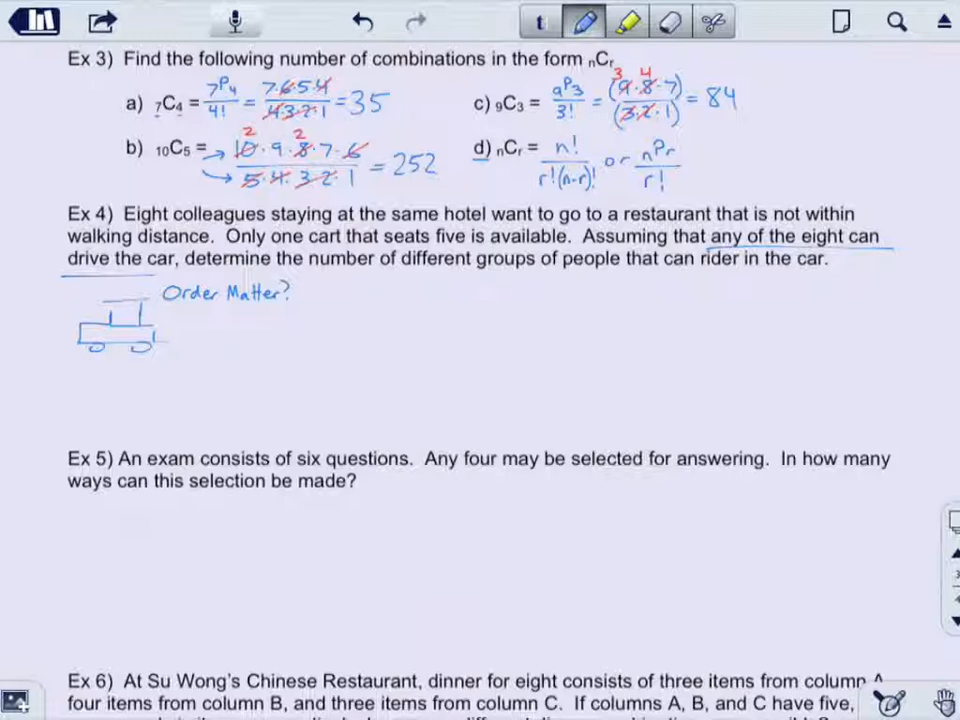 t
Ex 3) Find the following number of combinations in the form nCr
a) 7C4 = 7P4/4! = 7·6·5·4/4·3·2·1 = 35
c) 9C3 = 9P3/3! = (9·8·7)/(3·2·1) = 84
3 4
b) 10C5 = 10·9·8·7·6/5·4·3·2·1 = 252
2 2
d) nCr = n!/r!(n-r)! or nPr/r!
Ex 4) Eight colleagues staying at the same hotel want to go to a restaurant that is not within
walking distance. Only one cart that seats five is available. Assuming that any of the eight can
drive the car, determine the number of different groups of people that can rider in the car.
Order Matter?
Ex 5) An exam consists of six questions. Any four may be selected for answering. In how many
ways can this selection be made?
Ex 6) At Su Wong's Chinese Restaurant, dinner for eight consists of three items from column
four items from column B, and three items from column C. If columns A, B, and C have five,